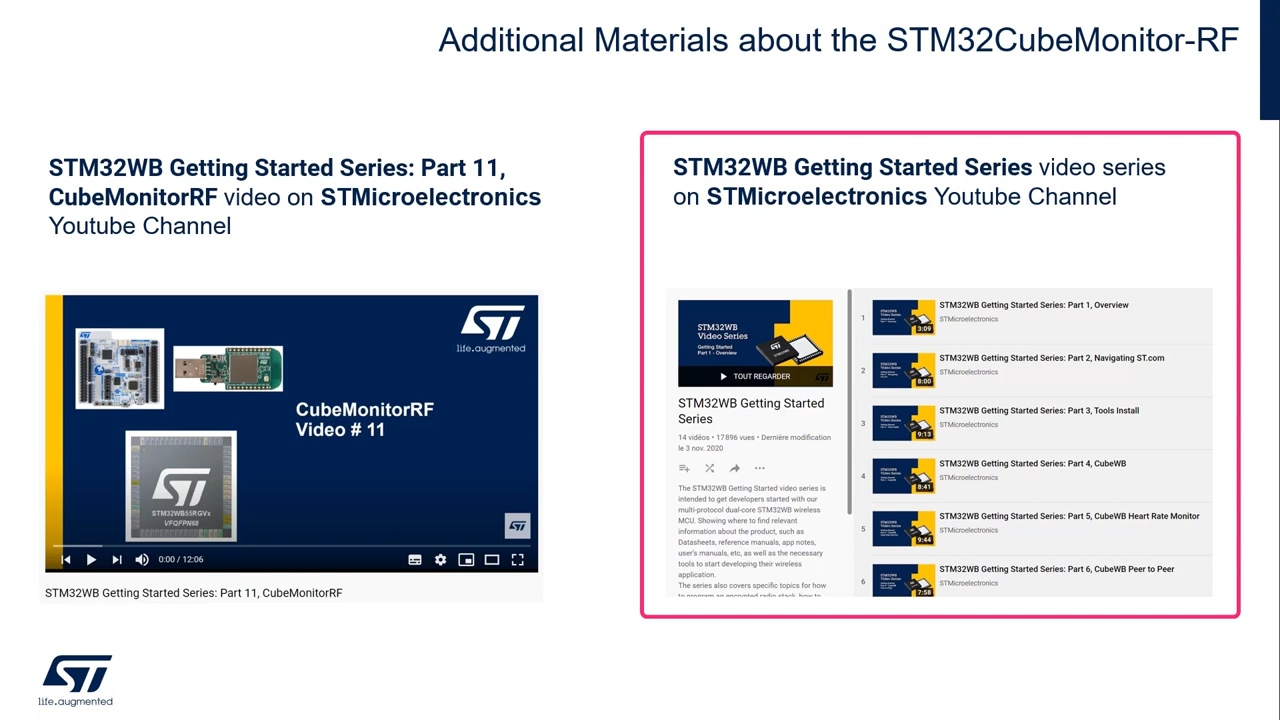 Additional Materials about the STM32CubeMonitor-RF
STM32WB Getting Started Series: Part 11,
CubeMonitorRF video on STMicroelectronics
Youtube Channel
life.augmented
CubeMonitorRF
Video # 11
STM32WB55RGVx
VFQFPN68
0:00 / 12:06
STM32WB Getting Started Series: Part 11, CubeMonitorRF
STM32WB Getting Started Series video series
on STMicroelectronics Youtube Channel
STM32WB
Video Series
Getting Started
Part 1 - Overview
TOUT REGARDER
STM32WB Getting Started
Series
14 vidéos • 17 896 vues • Dernière modification
le 3 nov. 2020
The STM32WB Getting Started video series is
intended to get developers started with our
multi-protocol dual-core STM32WB wireless
MCU. Showing where to find relevant
information about the product, such as
Datasheets, reference manuals, app notes,
user's manuals, etc, as well as the necessary
tools to start developing their wireless
application.
The series also covers specific topics for how
to program an encrypted radio stack, how to
1
3:09
STM32WB Getting Started Series: Part 1, Overview
STMicroelectronics
2
8:00
STM32WB Getting Started Series: Part 2, Navigating ST.com
STMicroelectronics
3
9:13
STM32WB Getting Started Series: Part 3, Tools Install
STMicroelectronics
4
8:41
STM32WB Getting Started Series: Part 4, CubeWB
STMicroelectronics
5
9:44
STM32WB Getting Started Series: Part 5, CubeWB Heart Rate Monitor
STMicroelectronics
6
7:58
STM32WB Getting Started Series: Part 6, CubeWB Peer to Peer
STMicroelectronics
ST
life.augmented